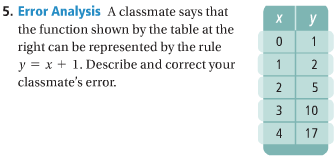 5. Error Analysis A classmate says that
the function shown by the table at the
right can be represented by the rule
y = x + 1. Describe and correct your
classmate's error.
x y
0 1
1 2
2 5
3 10
4 17